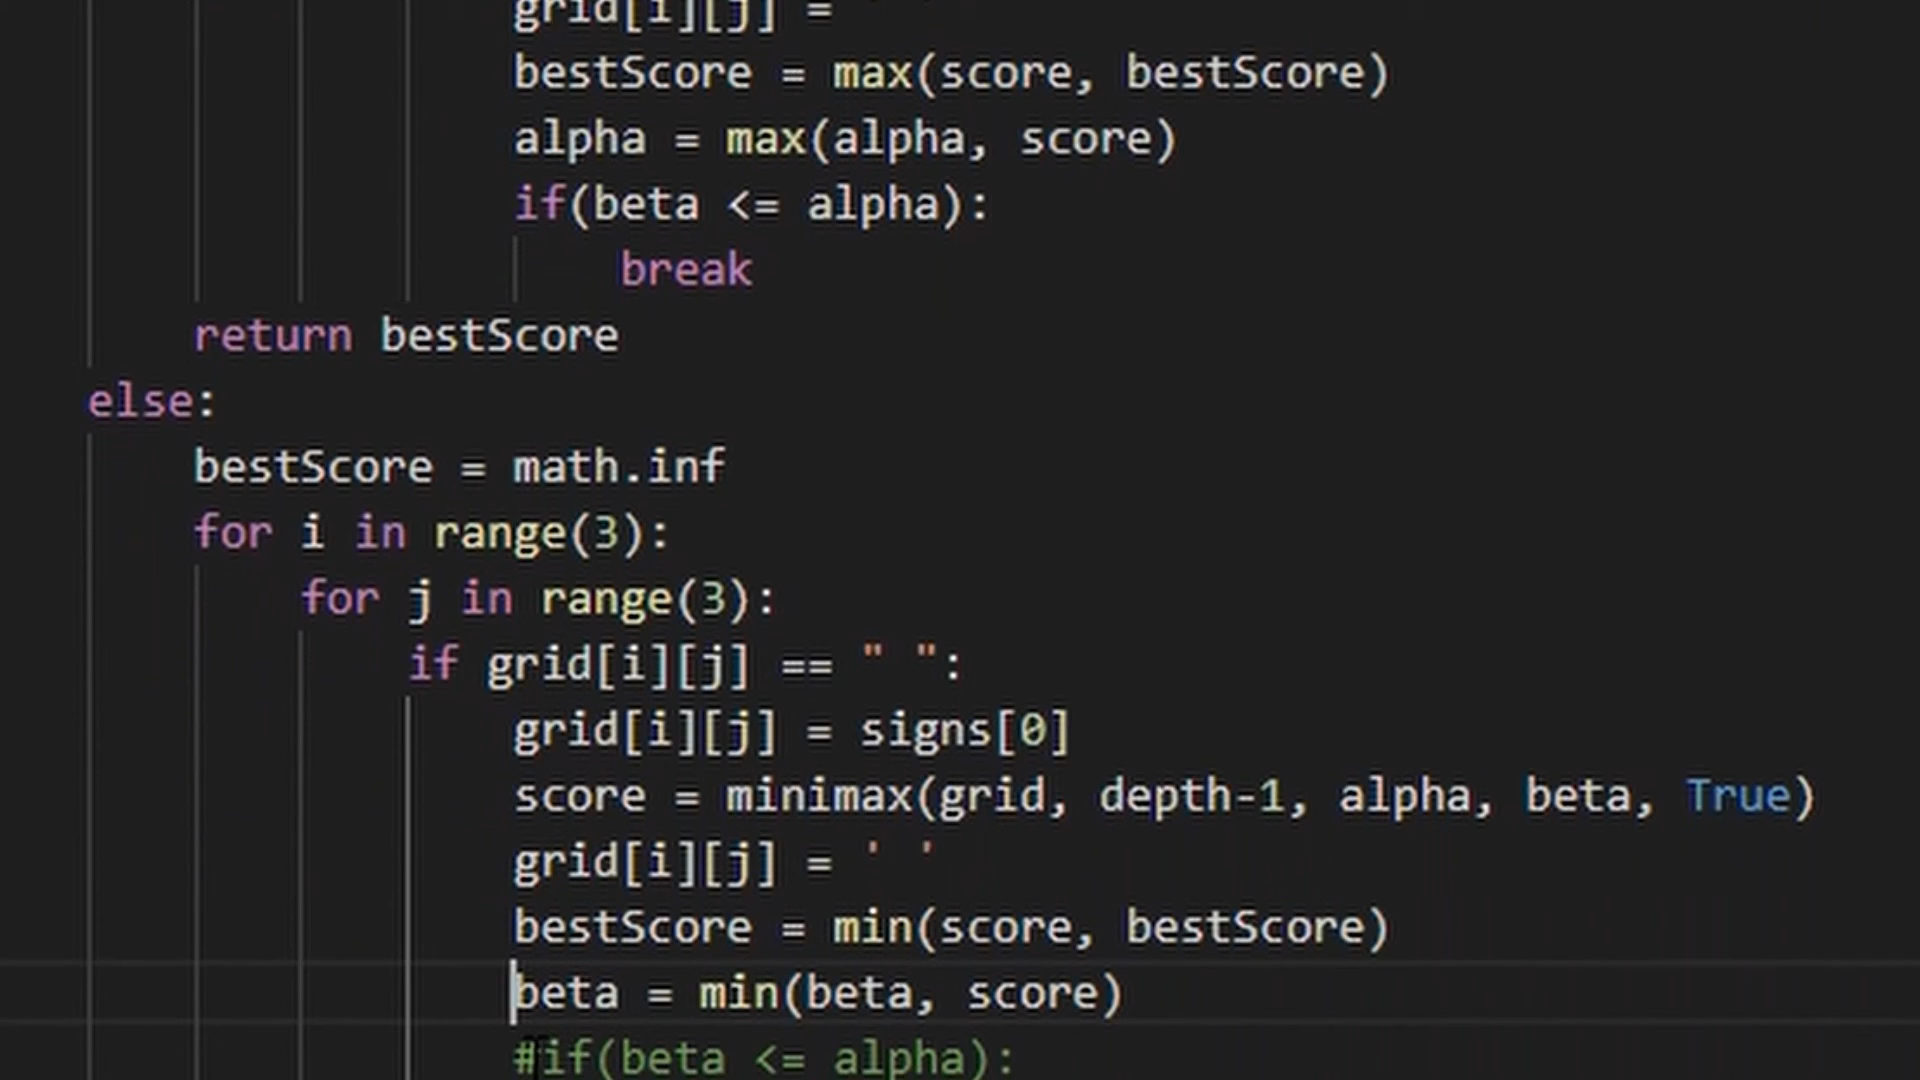 grid[i][j] = ' '
bestScore = max(score, bestScore)
alpha = max(alpha, score)
if(beta <= alpha):
break
return bestScore
else:
bestScore = math.inf
for i in range(3):
for j in range(3):
if grid[i][j] == " ":
grid[i][j] = signs[0]
score = minimax(grid, depth-1, alpha, beta, True)
grid[i][j] = ' '
bestScore = min(score, bestScore)
beta = min(beta, score)
#if(beta <= alpha):